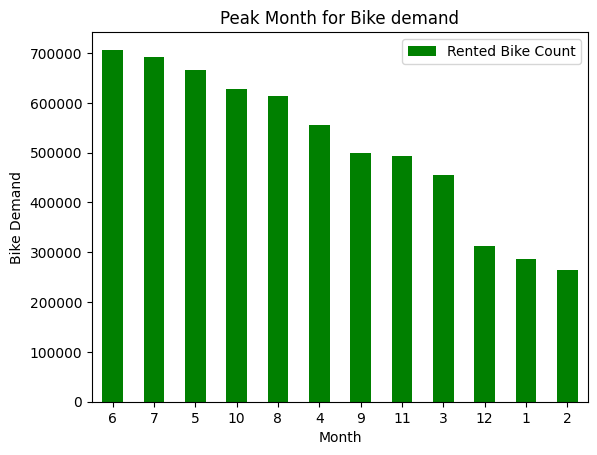 Peak Month for Bike demand
Rented Bike Count
700000
600000
500000
400000
300000
200000
100000
0
Bike Demand
6 7 5 10 8 4 9 11 3 12 1 2
Month